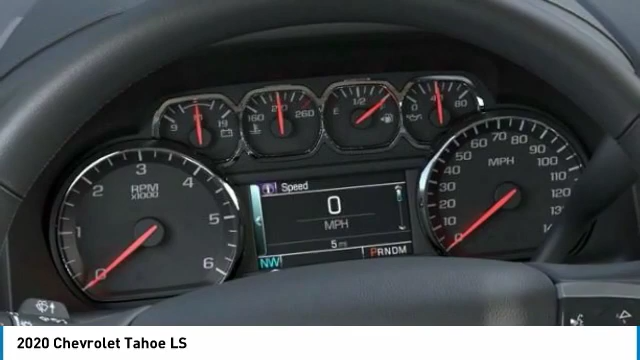 9 19
160 210 260
E 1/2
0 40 80
0 1 2 3 4 5 6
RPM
x1000
Speed
0
MPH
5 mi
NW PRNDM
0 10 20 30 40 50 60 70 80 90 100 110 120
MPH
2020 Chevrolet Tahoe LS